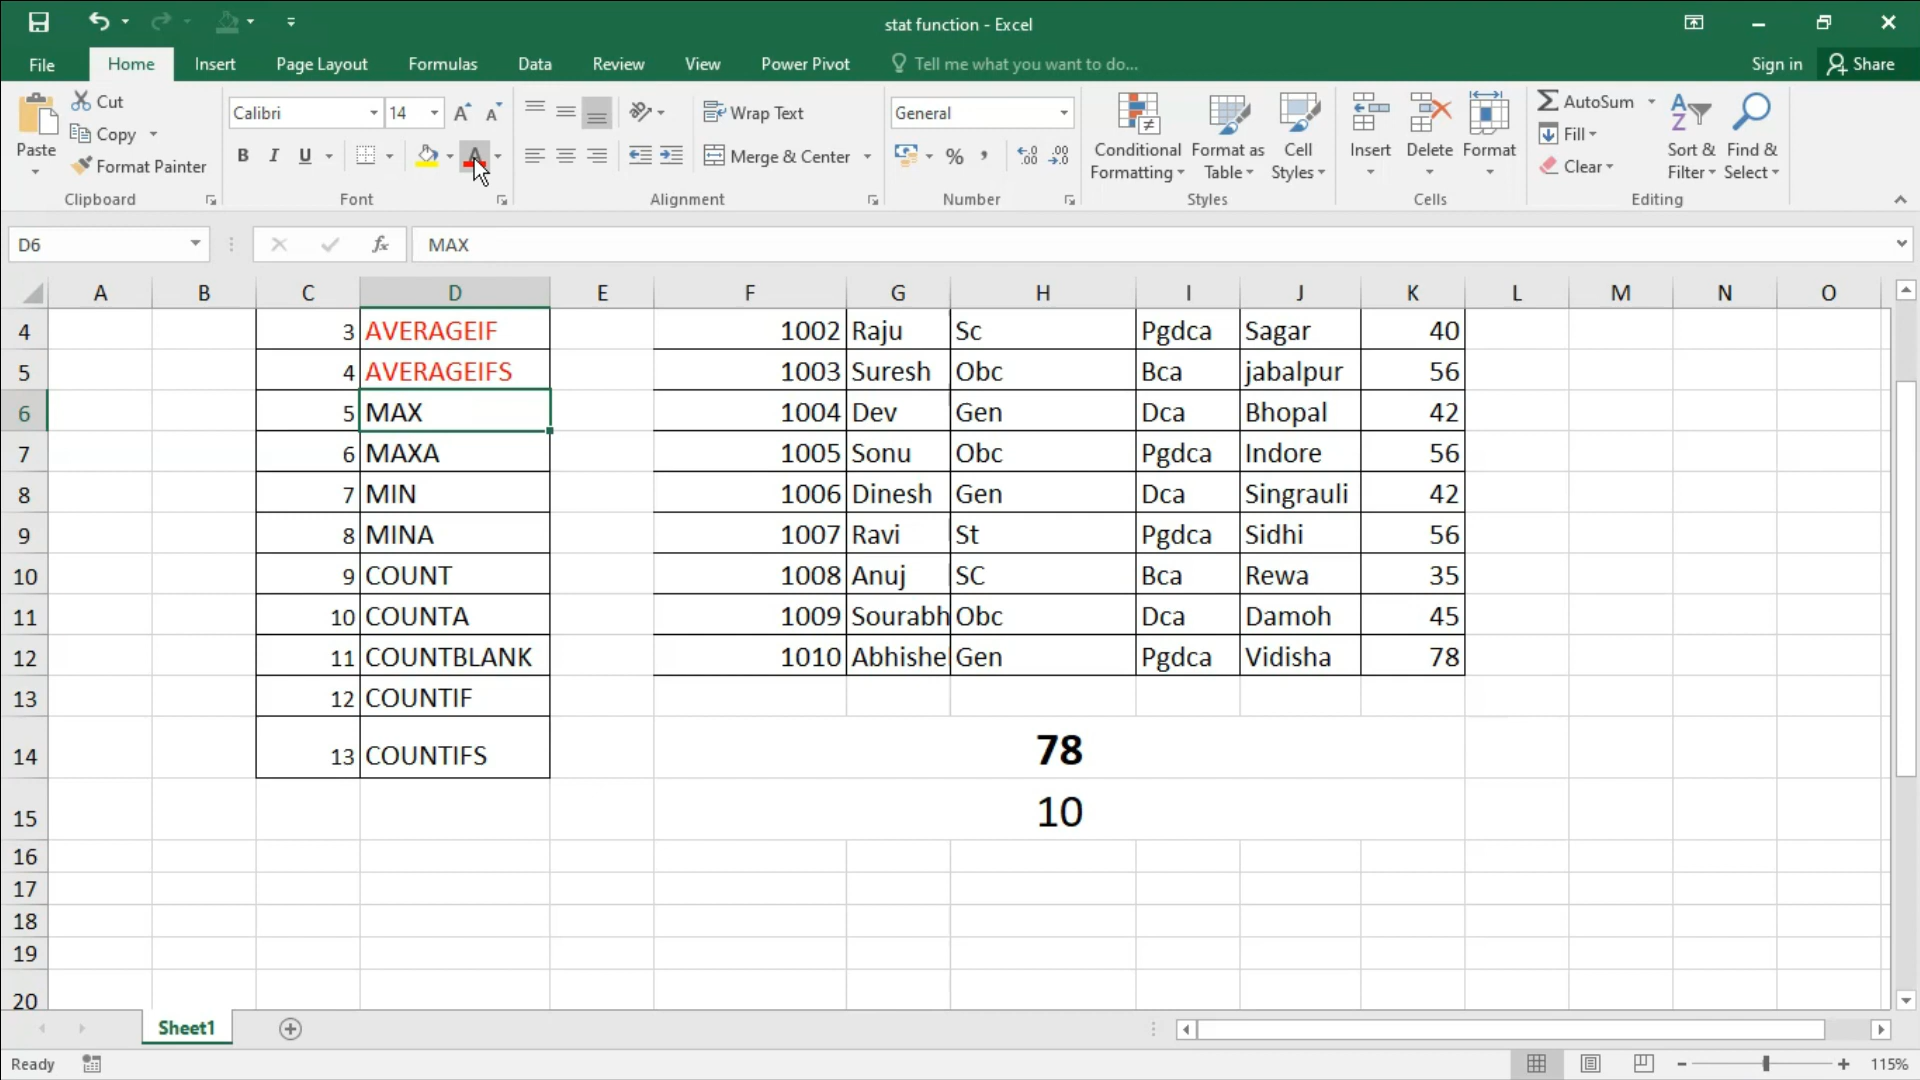 stat function - Excel
File Home Insert Page Layout Formulas Data Review View Power Pivot Tell me what you want to do... Sign in Share
Paste
Cut
Copy
Format Painter
Clipboard
Calibri 14
B I U
Font
Wrap Text
Merge & Center
Alignment
General
%
Number
Conditional Formatting
Format as Table
Cell Styles
Styles
Insert Delete Format
Cells
AutoSum
Fill
Clear
Sort & Filter
Find & Select
Editing
D6 fx MAX
A B C D E F G H I J K L M N O
4 3 AVERAGEIF 1002 Raju Sc Pgdca Sagar 40
5 4 AVERAGEIFS 1003 Suresh Obc Bca jabalpur 56
6 5 MAX 1004 Dev Gen Dca Bhopal 42
7 6 MAXA 1005 Sonu Obc Pgdca Indore 56
8 7 MIN 1006 Dinesh Gen Dca Singrauli 42
9 8 MINA 1007 Ravi St Pgdca Sidhi 56
10 9 COUNT 1008 Anuj SC Bca Rewa 35
11 10 COUNTA 1009 Sourabh Obc Dca Damoh 45
12 11 COUNTBLANK 1010 Abhishe Gen Pgdca Vidisha 78
13 12 COUNTIF
14 13 COUNTIFS 78
15 10
16
17
18
19
20
Sheet1
Ready 115%